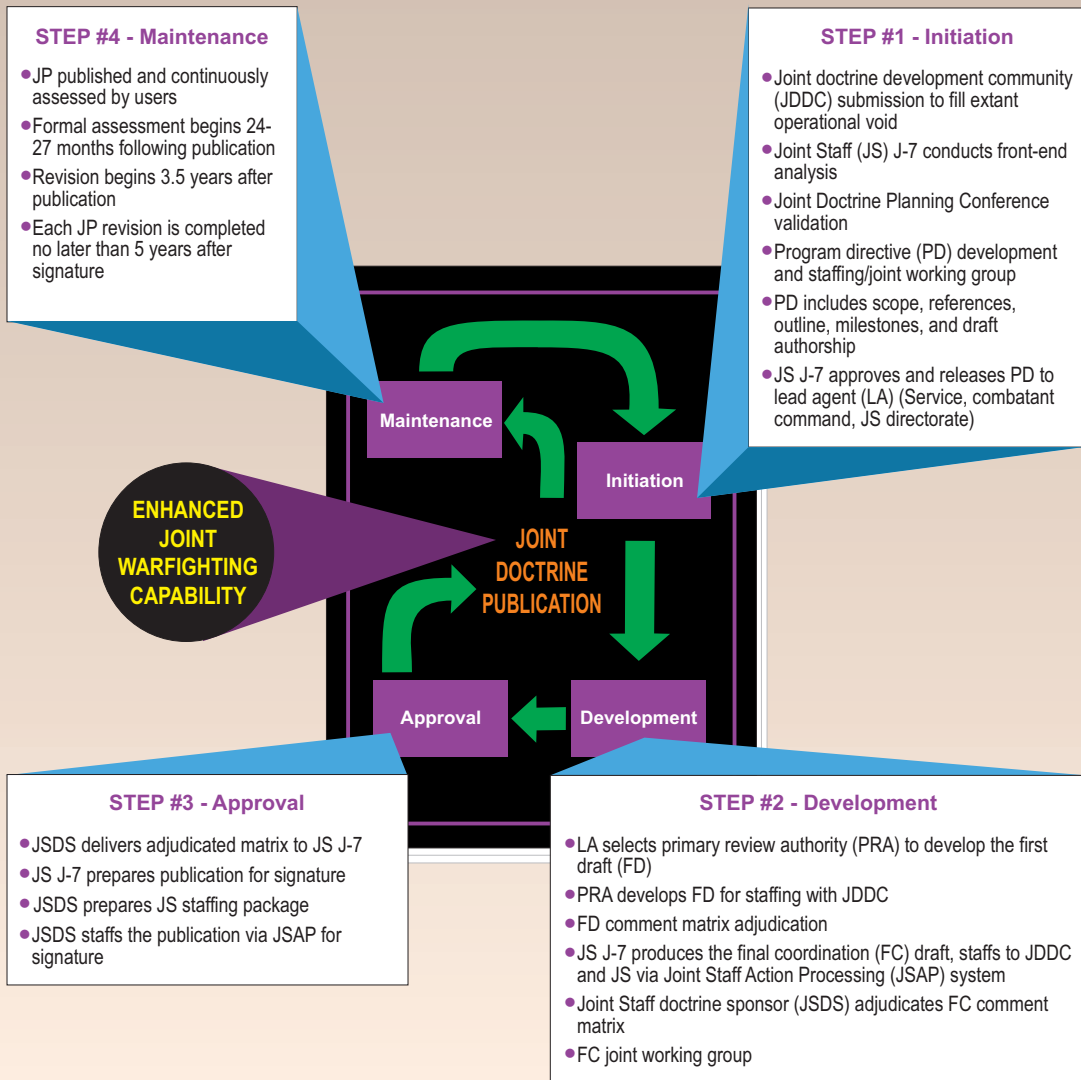 STEP #4 - Maintenance
•JP published and continuously
assessed by users
•Formal assessment begins 24-
27 months following publication
•Revision begins 3.5 years after
publication
•Each JP revision is completed
no later than 5 years after
signature
STEP #1 - Initiation
•Joint doctrine development community
(JDDC) submission to fill extant
operational void
•Joint Staff (JS) J-7 conducts front-end
analysis
•Joint Doctrine Planning Conference
validation
•Program directive (PD) development
and staffing/joint working group
•PD includes scope, references,
outline, milestones, and draft
authorship
•JS J-7 approves and releases PD to
lead agent (LA) (Service, combatant
command, JS directorate)
Maintenance
Initiation
ENHANCED
JOINT
WARFIGHTING
CAPABILITY
JOINT
DOCTRINE
PUBLICATION
Approval
Development
STEP #3 - Approval
•JSDS delivers adjudicated matrix to JS J-7
•JS J-7 prepares publication for signature
•JSDS prepares JS staffing package
•JSDS staffs the publication via JSAP for
signature
STEP #2 - Development
•LA selects primary review authority (PRA) to develop the first
draft (FD)
•PRA develops FD for staffing with JDDC
•FD comment matrix adjudication
•JS J-7 produces the final coordination (FC) draft, staffs to JDDC
and JS via Joint Staff Action Processing (JSAP) system
•Joint Staff doctrine sponsor (JSDS) adjudicates FC comment
matrix
•FC joint working group